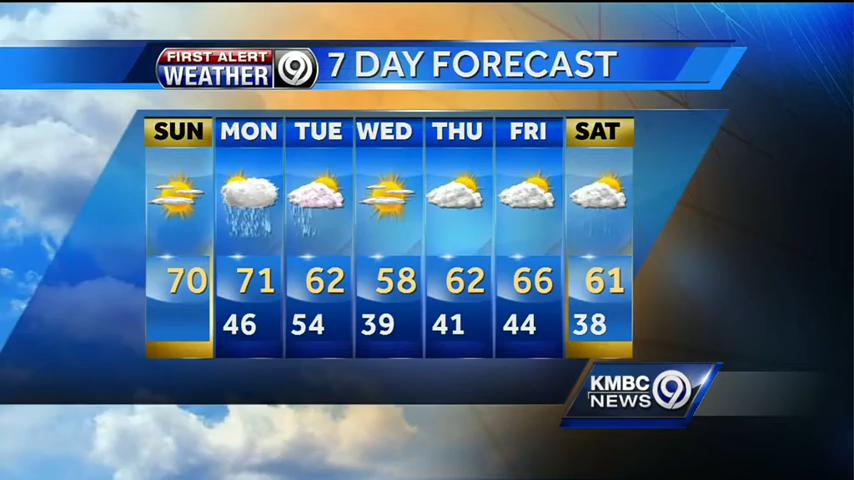 FIRST ALERT
WEATHER 9
7 DAY FORECAST
SUN MON TUE WED THU FRI SAT
70 71 62 58 62 66 61
46 54 39 41 44 38
KMBC 9
NEWS